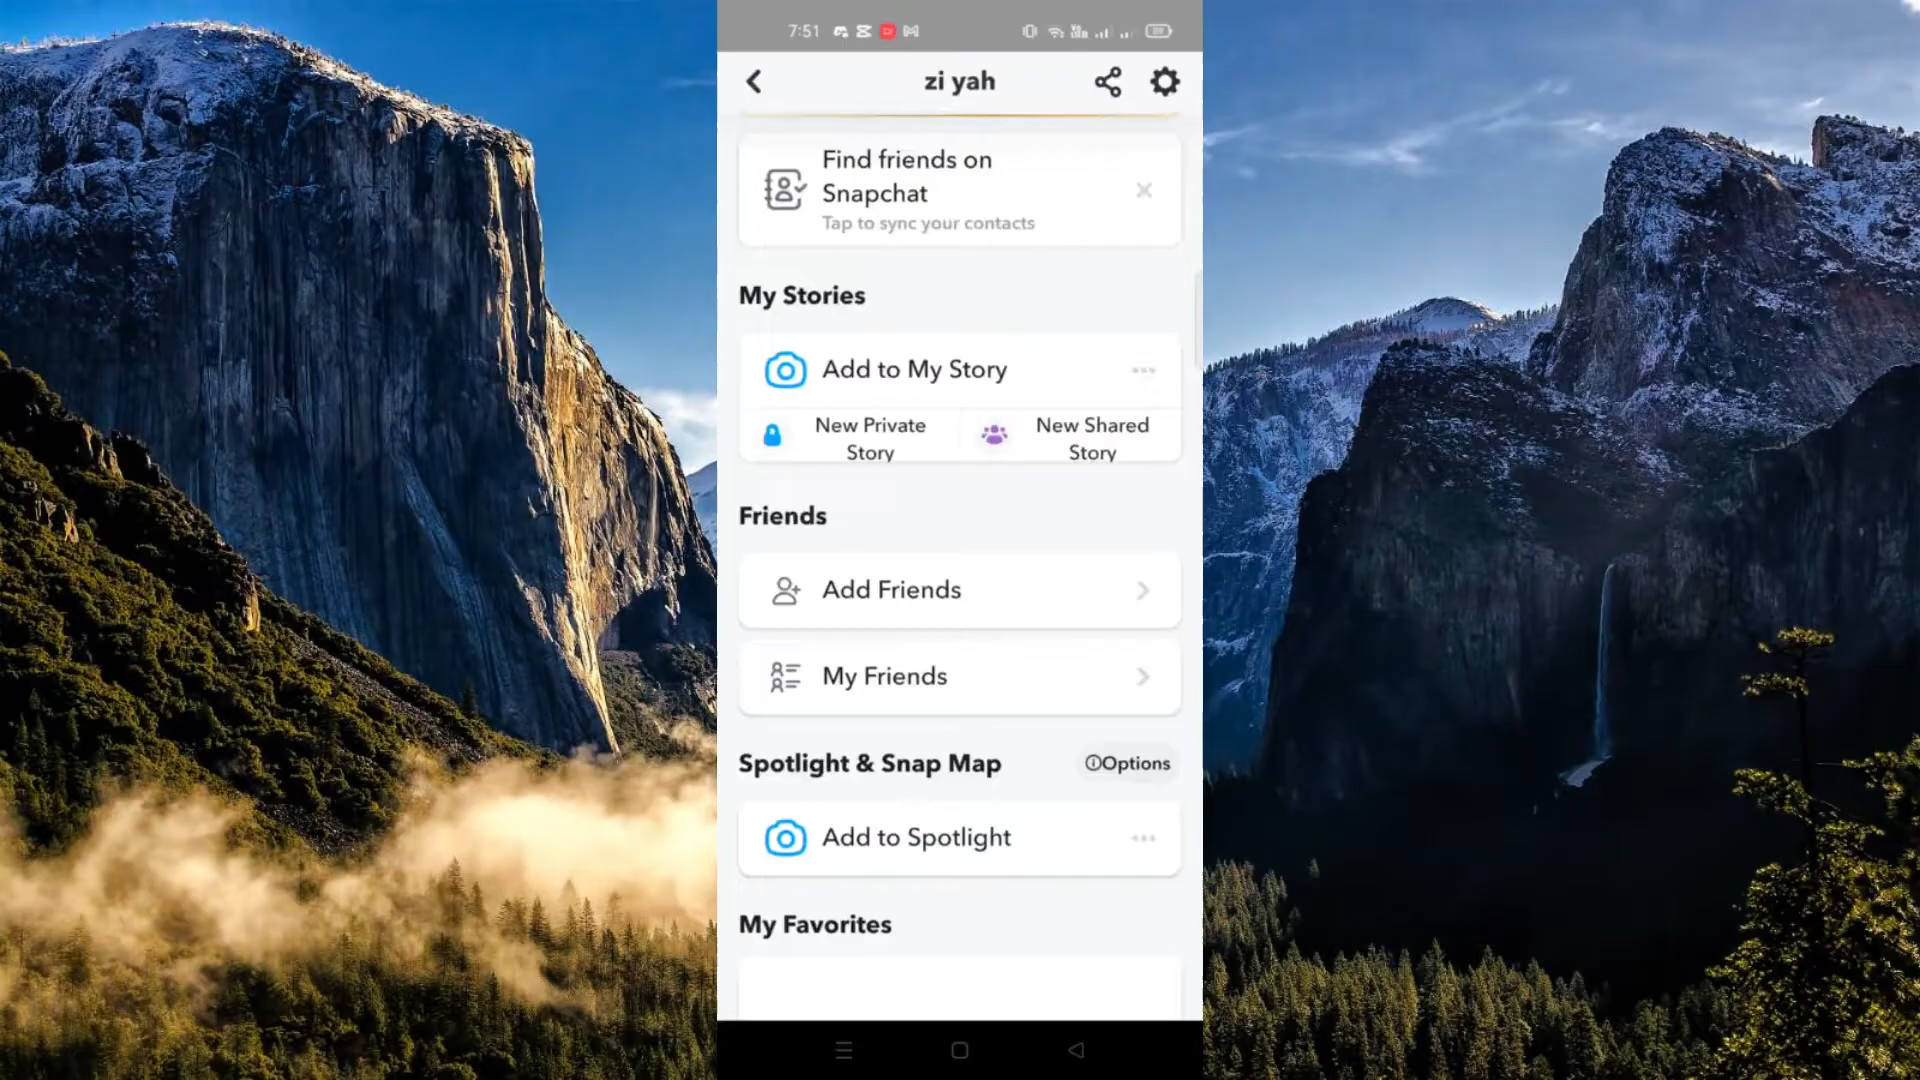 7:51
zi yah
Find friends on
Snapchat
Tap to sync your contacts
My Stories
Add to My Story
New Private
Story
New Shared
Story
Friends
Add Friends
My Friends
Spotlight & Snap Map
Options
Add to Spotlight
My Favorites